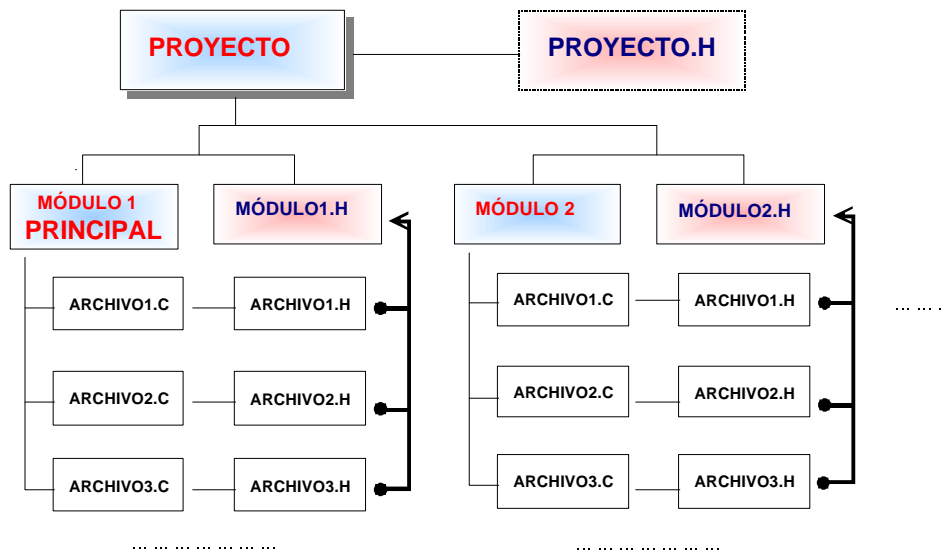 PROYECTO
PROYECTO.H
MÓDULO 1
PRINCIPAL
MÓDULO1.H
MÓDULO 2
MÓDULO2.H
ARCHIVO1.C
ARCHIVO1.H
ARCHIVO1.C
ARCHIVO1.H
... ... ...
ARCHIVO2.C
ARCHIVO2.H
ARCHIVO2.C
ARCHIVO2.H
ARCHIVO3.C
ARCHIVO3.H
ARCHIVO3.C
ARCHIVO3.H
... ... ... ... ... ...
... ... ... ... ... ...